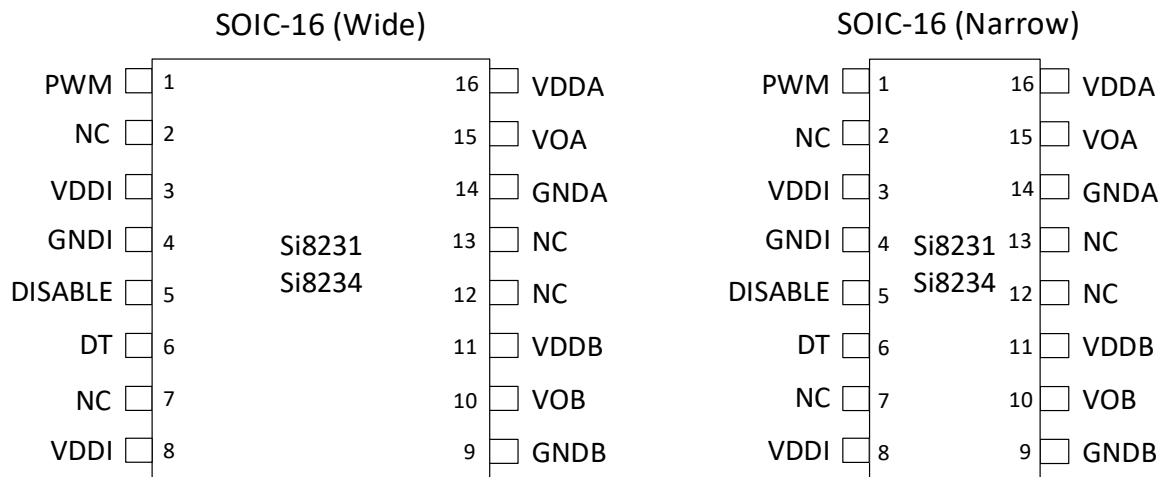 SOIC-16 (Wide)
PWM 1 16 VDDA
NC 2 15 VOA
VDDI 3 14 GNDA
GNDI 4 13 NC
DISABLE 5 12 NC
DT 6 11 VDDB
NC 7 10 VOB
VDDI 8 9 GNDB
Si8231
Si8234
SOIC-16 (Narrow)
PWM 1 16 VDDA
NC 2 15 VOA
VDDI 3 14 GNDA
GNDI 4 13 NC
DISABLE 5 12 NC
DT 6 11 VDDB
NC 7 10 VOB
VDDI 8 9 GNDB
Si8231
Si8234